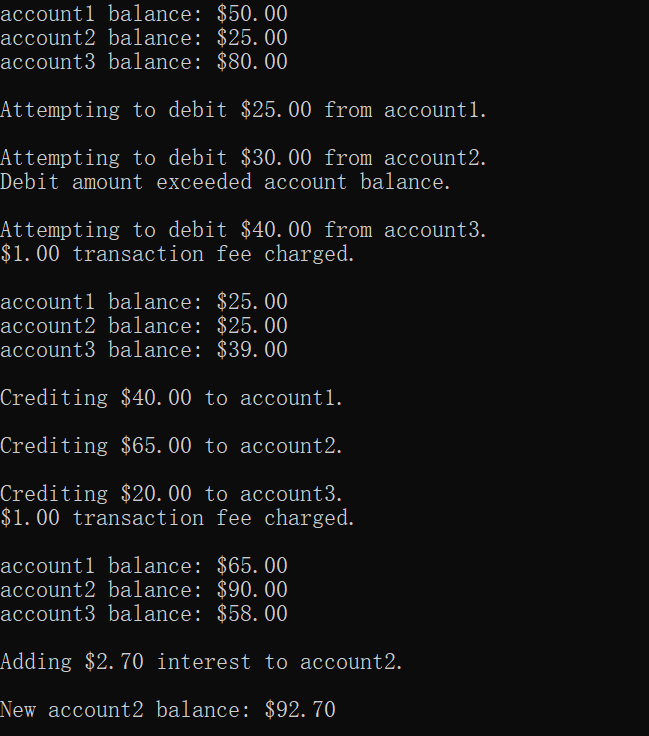 account1 balance: $50.00
account2 balance: $25.00
account3 balance: $80.00
Attempting to debit $25.00 from account1.
Attempting to debit $30.00 from account2.
Debit amount exceeded account balance.
Attempting to debit $40.00 from account3.
$1.00 transaction fee charged.
account1 balance: $25.00
account2 balance: $25.00
account3 balance: $39.00
Crediting $40.00 to account1.
Crediting $65.00 to account2.
Crediting $20.00 to account3.
$1.00 transaction fee charged.
account1 balance: $65.00
account2 balance: $90.00
account3 balance: $58.00
Adding $2.70 interest to account2.
New account2 balance: $92.70